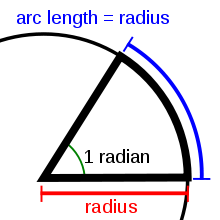 arc length = radius
1 radian
radius